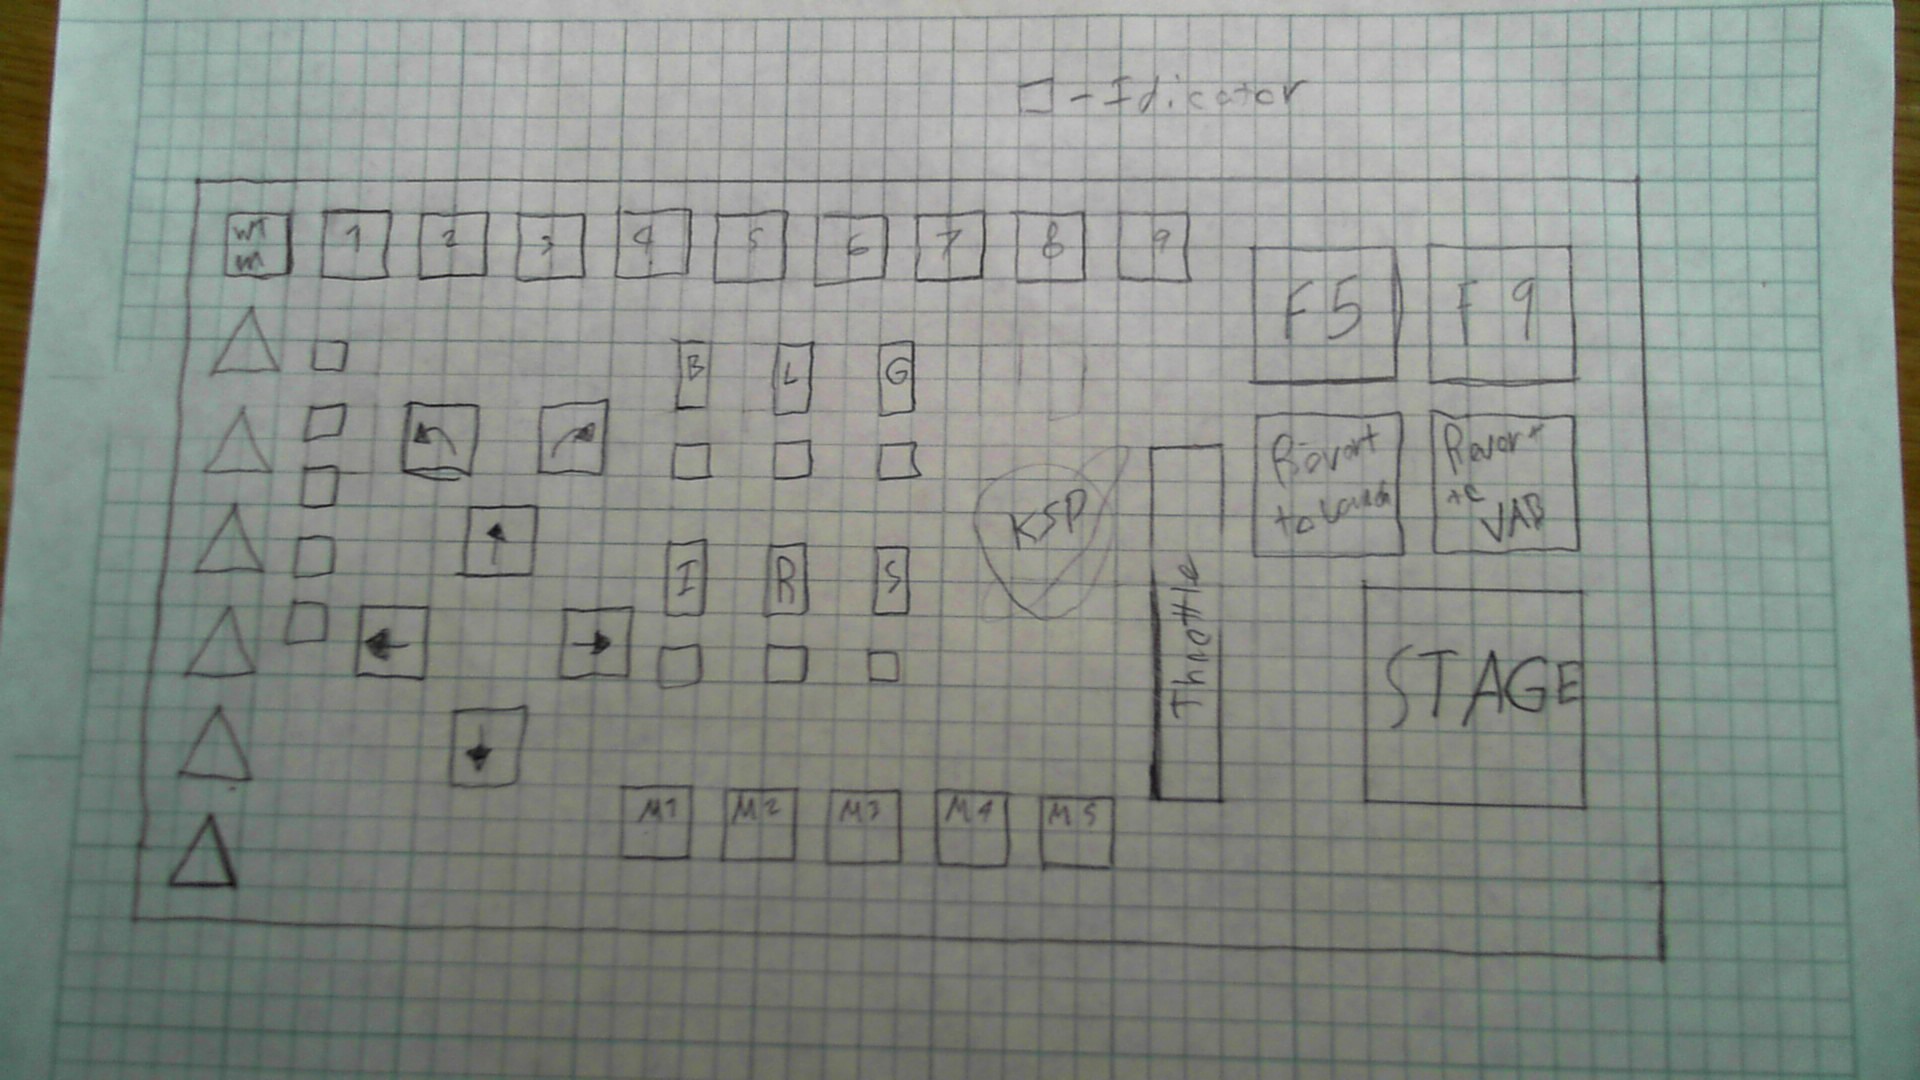 □ - Idicator
1 2 3 4 5 6 7 8 9
F5 F9
B L G
Revert to Launch
Revert to VAB
KSP
I R S
Throttle
STAGE
M1 M2 M3 M4 M5